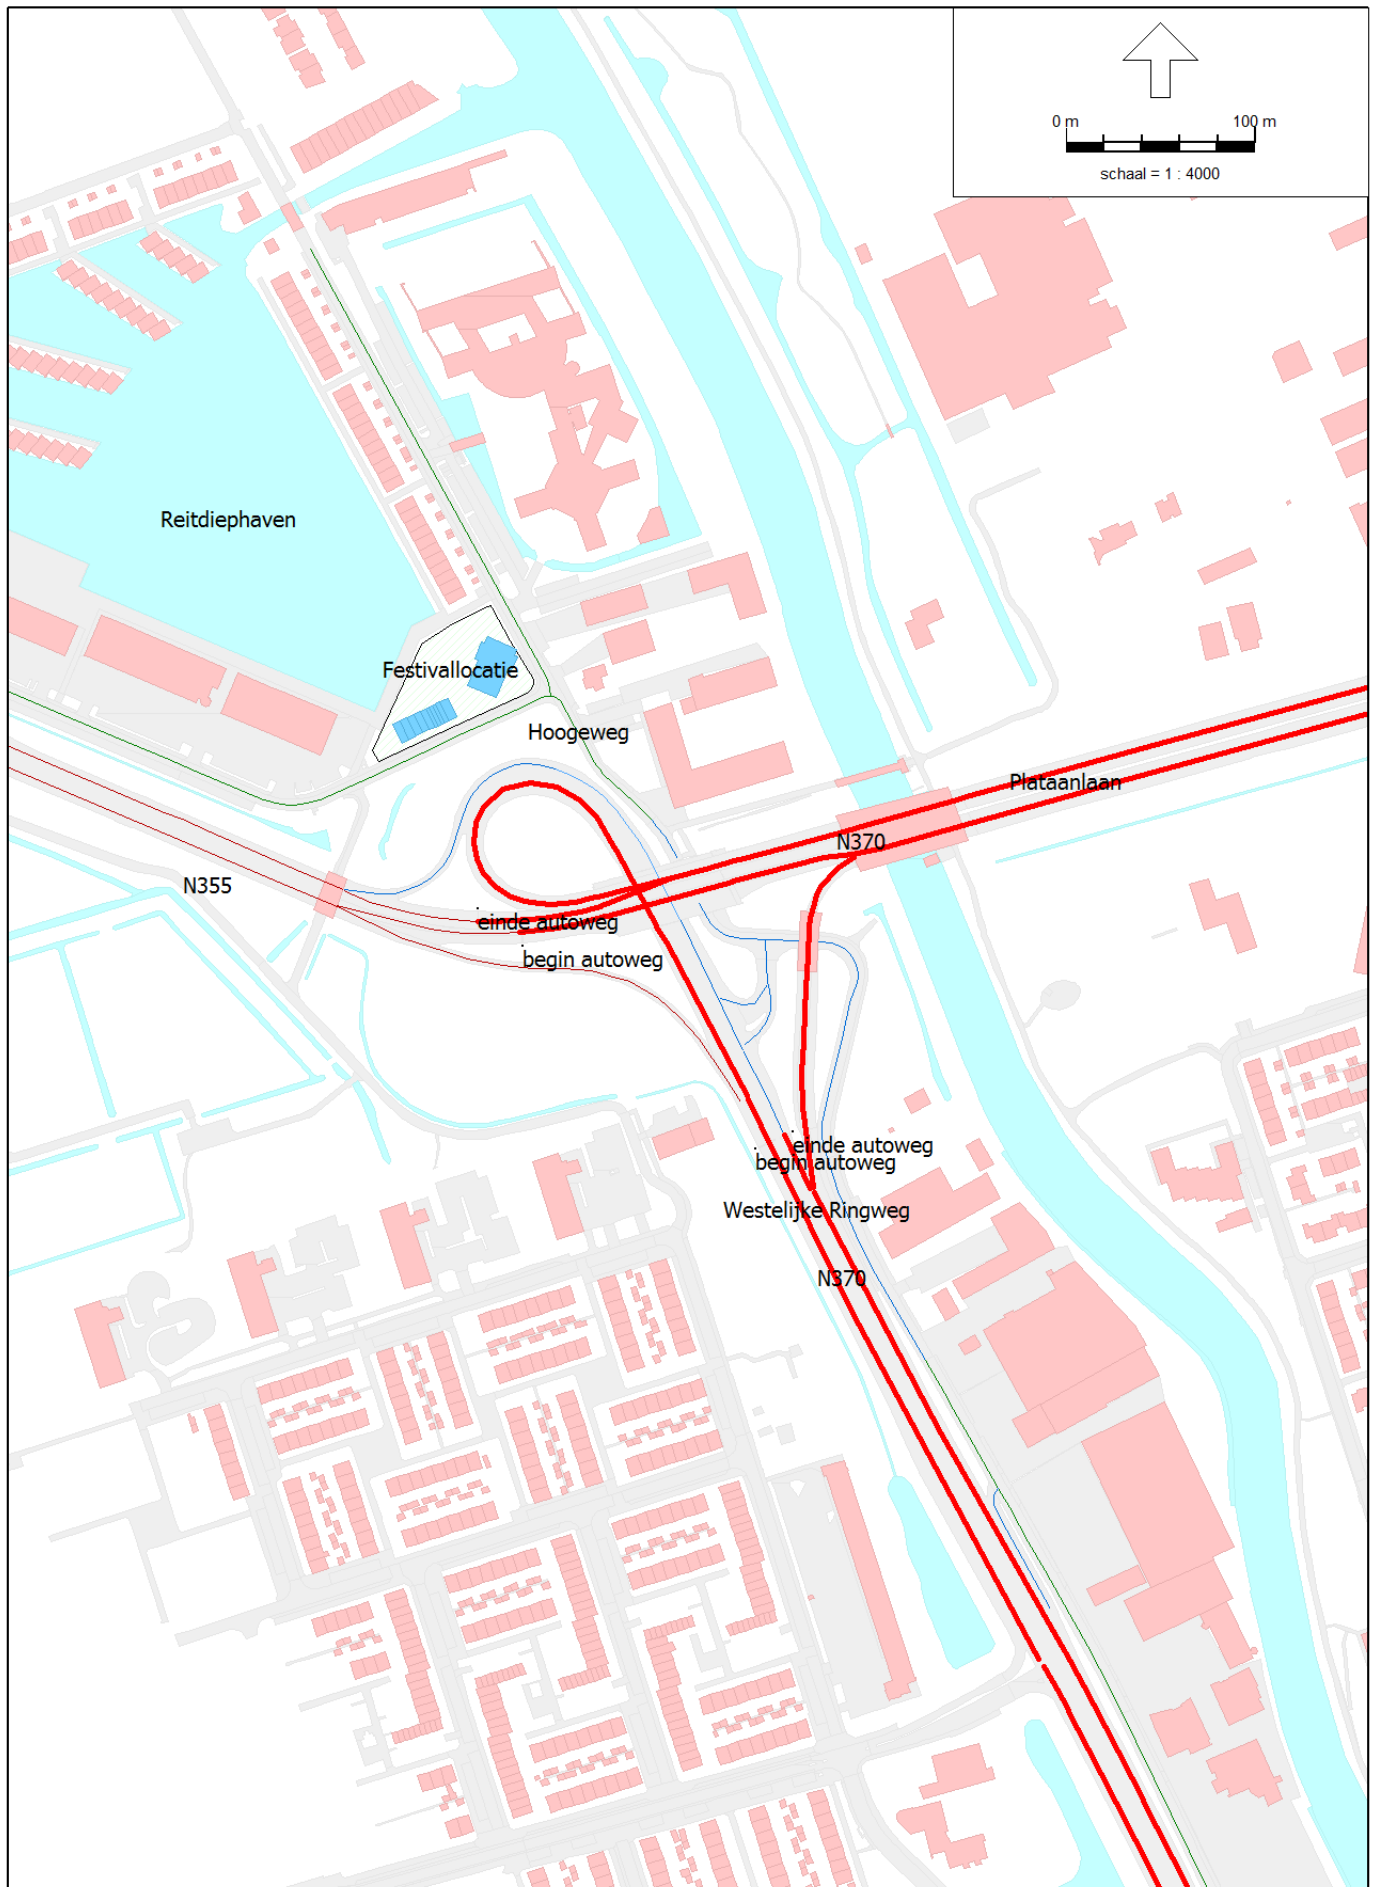 0 m 100 m
schaal = 1 : 4000
Reitdiephaven
Festivallocatie
Hoogeweg
Plataanlaan
N370
N355
einde autoweg
begin autoweg
einde autoweg
begin autoweg
Westelijke Ringweg
N370